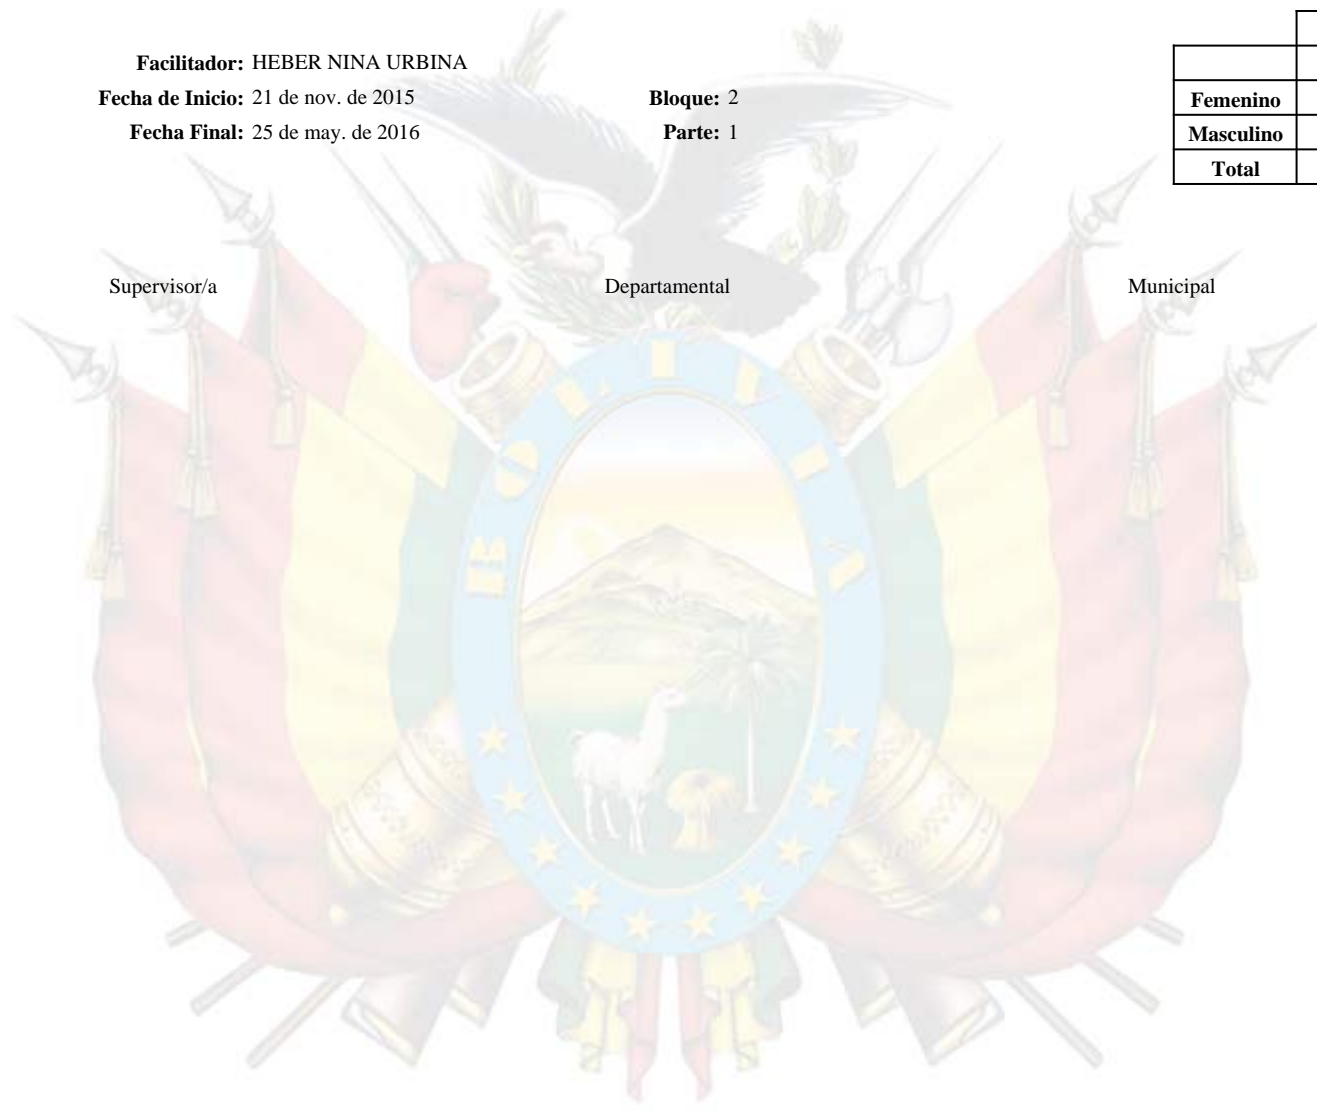 Facilitador: HEBER NINA URBINA
Fecha de Inicio: 21 de nov. de 2015 Bloque: 2
Fecha Final: 25 de may. de 2016 Parte: 1
Femenino
Masculino
Total
Supervisor/a Departamental Municipal
BOLIVIA